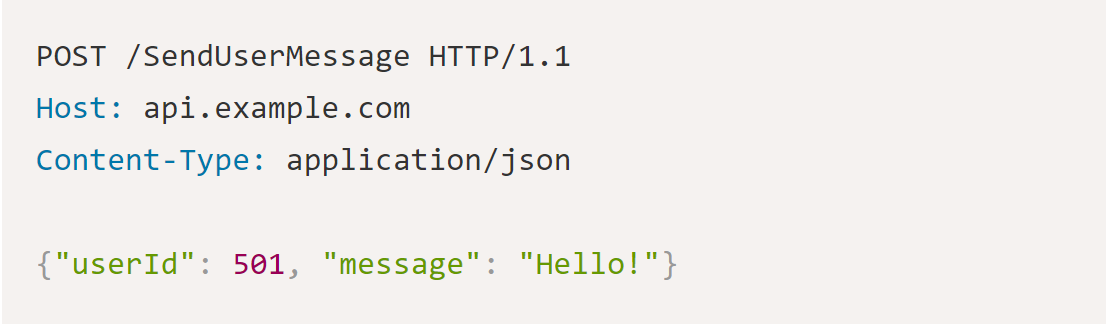 POST /SendUserMessage HTTP/1.1
Host: api.example.com
Content-Type: application/json
{"userId": 501, "message": "Hello!"}